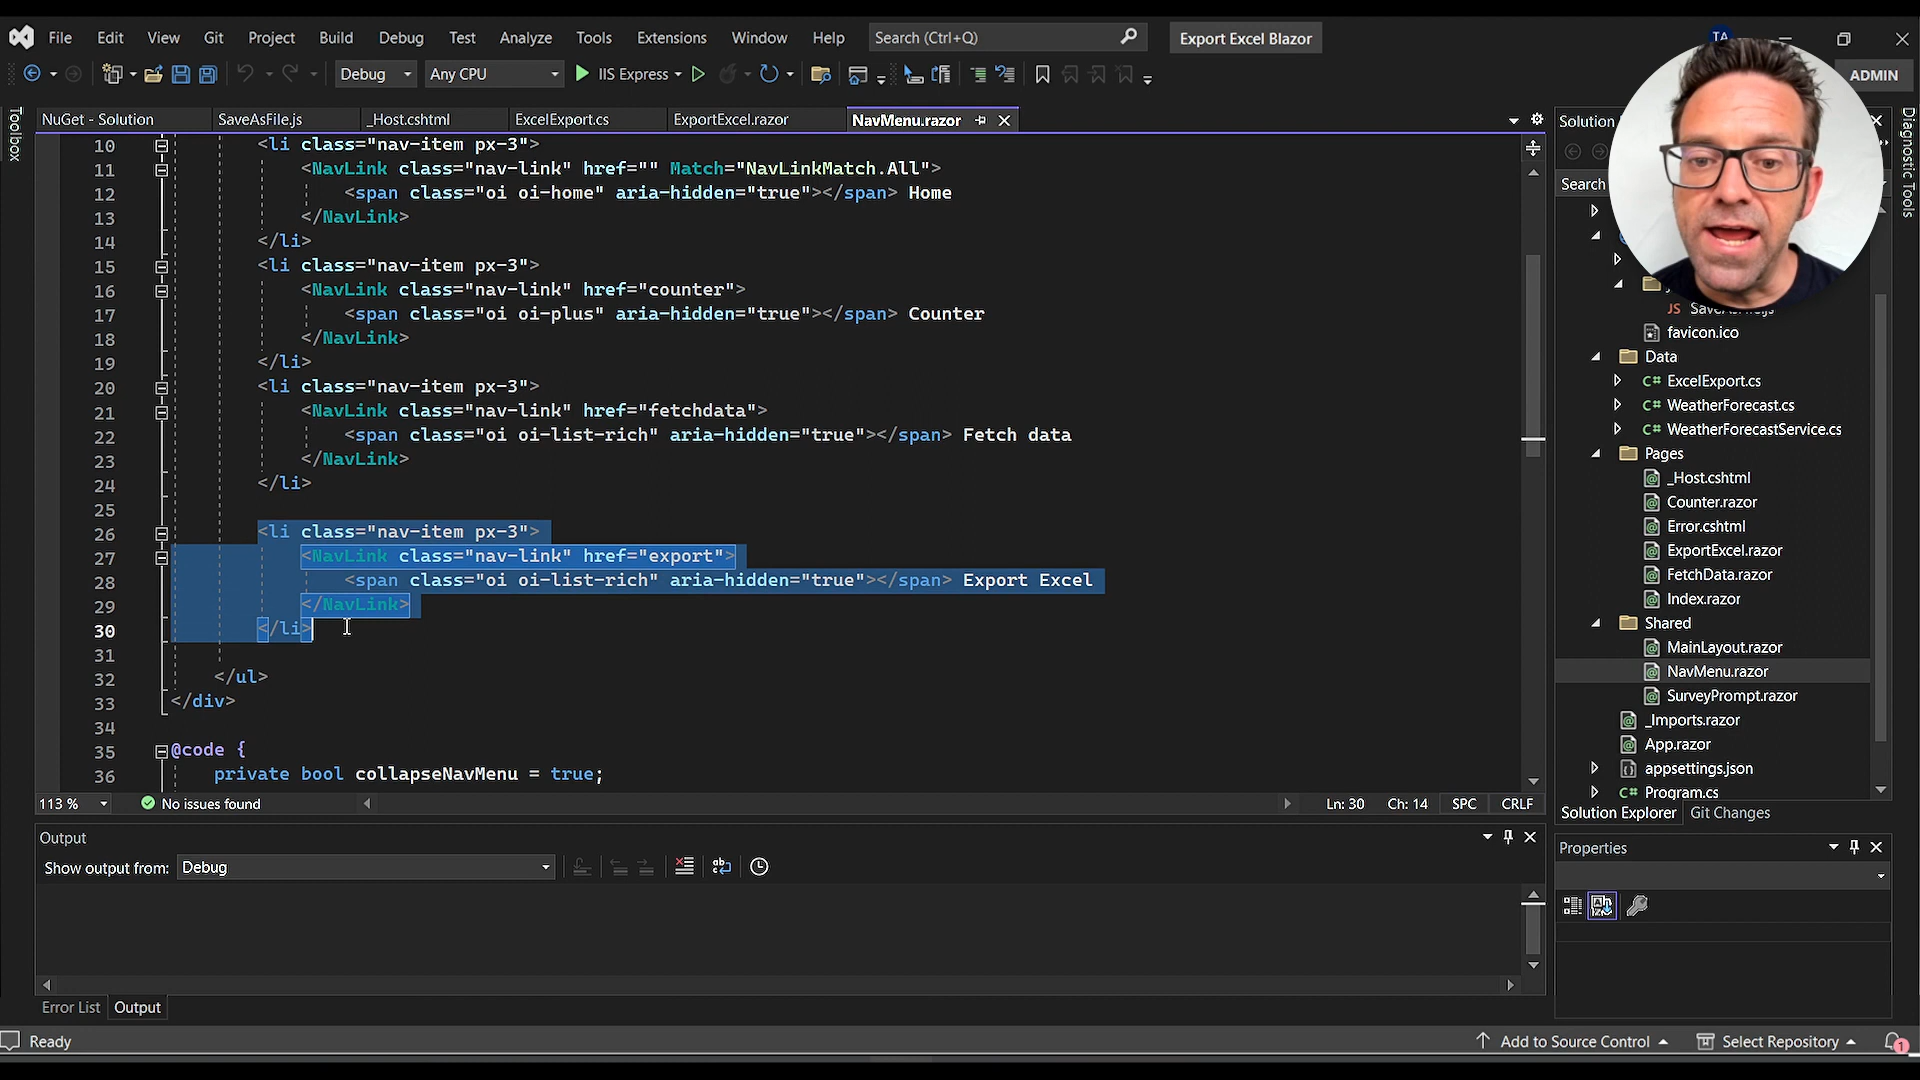 File Edit View Git Project Build Debug Test Analyze Tools Extensions Window Help Search (Ctrl+Q) Export Excel Blazor TA
Debug Any CPU IIS Express ADMIN
Toolbox
NuGet - Solution SaveAsFile.js _Host.cshtml ExcelExport.cs ExportExcel.razor NavMenu.razor
10 <li class="nav-item px-3">
11 <NavLink class="nav-link" href="" Match="NavLinkMatch.All">
12 <span class="oi oi-home" aria-hidden="true"></span> Home
13 </NavLink>
14 </li>
15 <li class="nav-item px-3">
16 <NavLink class="nav-link" href="counter">
17 <span class="oi oi-plus" aria-hidden="true"></span> Counter
18 </NavLink>
19 </li>
20 <li class="nav-item px-3">
21 <NavLink class="nav-link" href="fetchdata">
22 <span class="oi oi-list-rich" aria-hidden="true"></span> Fetch data
23 </NavLink>
24 </li>
25
26 <li class="nav-item px-3">
27 <NavLink class="nav-link" href="export">
28 <span class="oi oi-list-rich" aria-hidden="true"></span> Export Excel
29 </NavLink>
30 </li>
31
32 </ul>
33 </div>
34
35 @code {
36 private bool collapseNavMenu = true;
113 % No issues found Ln: 30 Ch: 14 SPC CRLF
Output
Show output from: Debug
Error List Output
Solution
Search
favicon.ico
Data
C# ExcelExport.cs
C# WeatherForecast.cs
C# WeatherForecastService.cs
Pages
_Host.cshtml
Counter.razor
Error.cshtml
ExportExcel.razor
FetchData.razor
Index.razor
Shared
MainLayout.razor
NavMenu.razor
SurveyPrompt.razor
_Imports.razor
App.razor
appsettings.json
C# Program.cs
Solution Explorer Git Changes
Properties
Diagnostic Tools
Ready Add to Source Control Select Repository 1